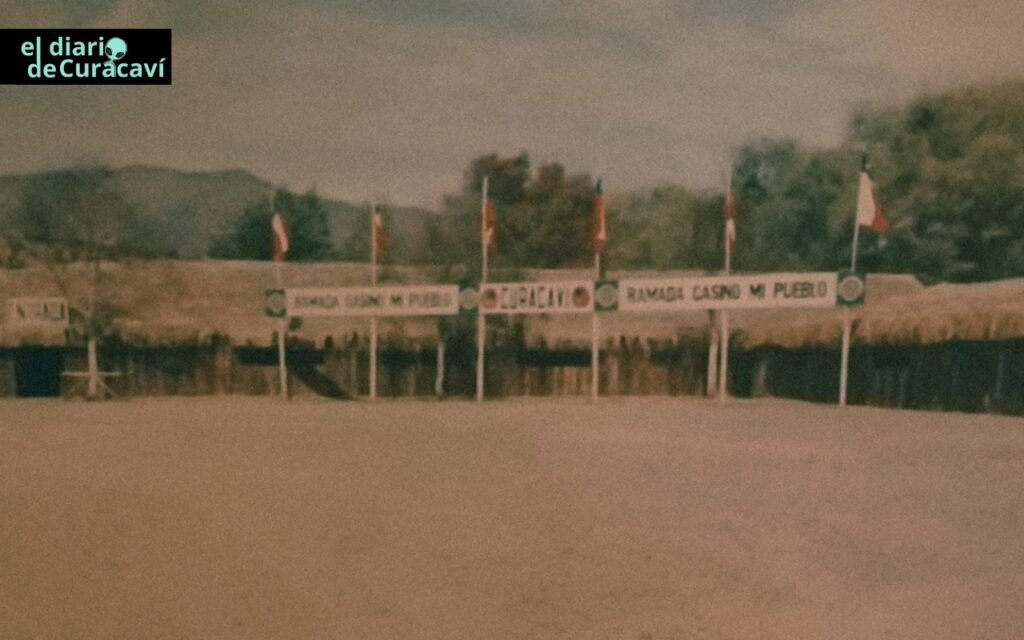 el diario
deCuracaví
RAMADA CASINO MI PUEBLO
CURACAVI
RAMADA CASINO MI PUEBLO